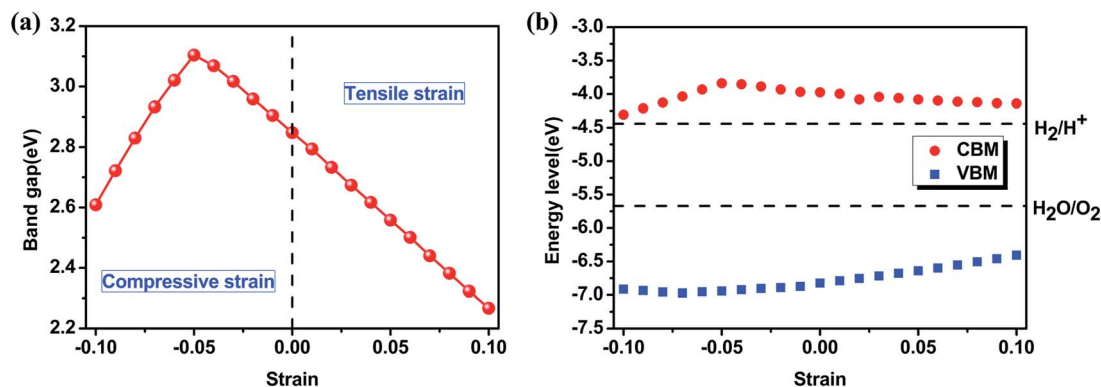 (a)
3.2
3.0
2.8
2.6
2.4
2.2
Band gap(eV)
Tensile strain
Compressive strain
-0.10
-0.05
0.00
0.05
0.10
Strain
(b)
-3.0
-3.5
-4.0
-4.5
-5.0
-5.5
-6.0
-6.5
-7.0
-7.5
Energy level(eV)
H₂/H⁺
CBM
VBM
H₂O/O₂
-0.10
-0.05
0.00
0.05
0.10
Strain